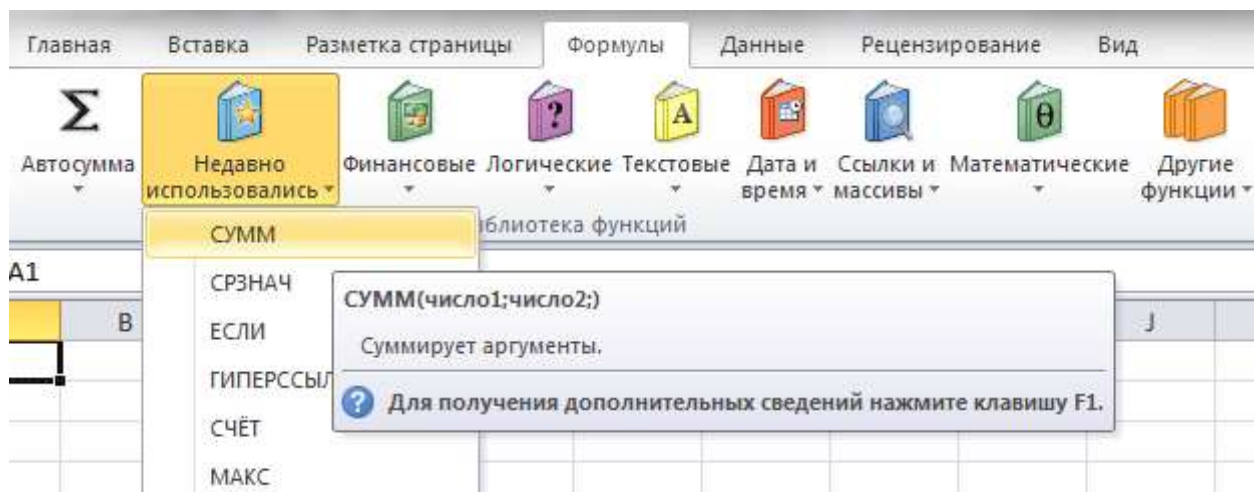 Главная Вставка Разметка страницы Формулы Данные Рецензирование Вид
Σ ? A θ
Автосумма Недавно использовались Финансовые Логические Текстовые Дата и время Ссылки и массивы Математические Другие функции
блиотека функций
СУММ
A1
СРЗНАЧ
СУММ(число1;число2;)
B J
ЕСЛИ
Суммирует аргументы.
ГИПЕРССЫЛ
? Для получения дополнительных сведений нажмите клавишу F1.
СЧЁТ
МАКС